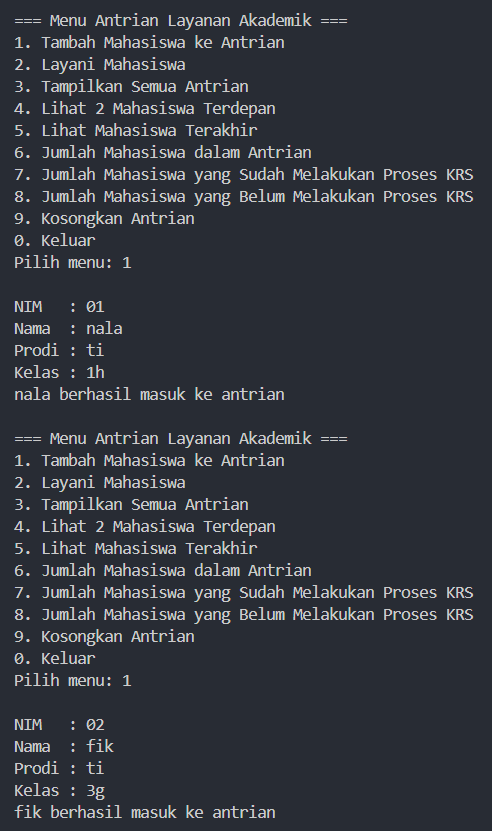 === Menu Antrian Layanan Akademik ===
1. Tambah Mahasiswa ke Antrian
2. Layani Mahasiswa
3. Tampilkan Semua Antrian
4. Lihat 2 Mahasiswa Terdepan
5. Lihat Mahasiswa Terakhir
6. Jumlah Mahasiswa dalam Antrian
7. Jumlah Mahasiswa yang Sudah Melakukan Proses KRS
8. Jumlah Mahasiswa yang Belum Melakukan Proses KRS
9. Kosongkan Antrian
0. Keluar
Pilih menu: 1

NIM   : 01
Nama  : nala
Prodi : ti
Kelas : 1h
nala berhasil masuk ke antrian

=== Menu Antrian Layanan Akademik ===
1. Tambah Mahasiswa ke Antrian
2. Layani Mahasiswa
3. Tampilkan Semua Antrian
4. Lihat 2 Mahasiswa Terdepan
5. Lihat Mahasiswa Terakhir
6. Jumlah Mahasiswa dalam Antrian
7. Jumlah Mahasiswa yang Sudah Melakukan Proses KRS
8. Jumlah Mahasiswa yang Belum Melakukan Proses KRS
9. Kosongkan Antrian
0. Keluar
Pilih menu: 1

NIM   : 02
Nama  : fik
Prodi : ti
Kelas : 3g
fik berhasil masuk ke antrian